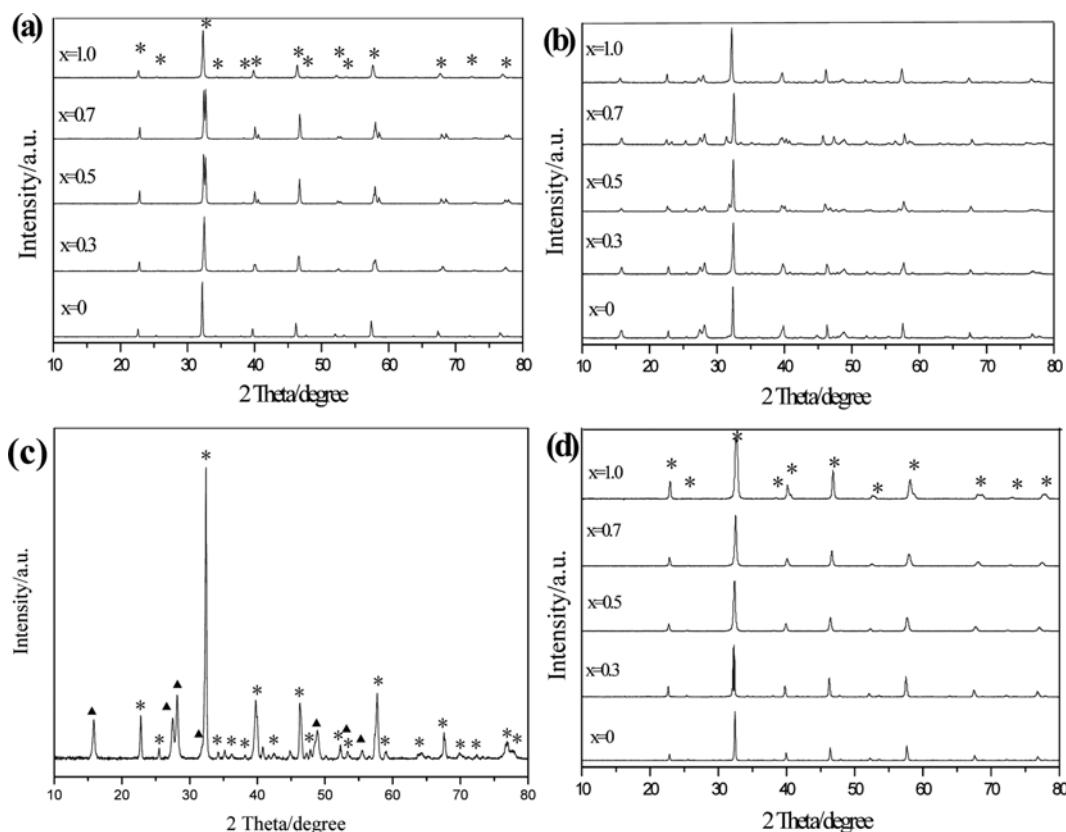 (a)
* * * * * * * * * * * * * *
x=1.0
x=0.7
x=0.5
x=0.3
x=0
Intensity/a.u.
10 20 30 40 50 60 70 80
2 Theta/degree
(b)
x=1.0
x=0.7
x=0.5
x=0.3
x=0
Intensity/a.u.
10 20 30 40 50 60 70 80
2 Theta/degree
(c)
Intensity/a.u.
10 20 30 40 50 60 70 80
2 Theta/degree
(d)
* * * * * * * * * * *
x=1.0
x=0.7
x=0.5
x=0.3
x=0
Intensity/a.u.
10 20 30 40 50 60 70 80
2 Theta/degree